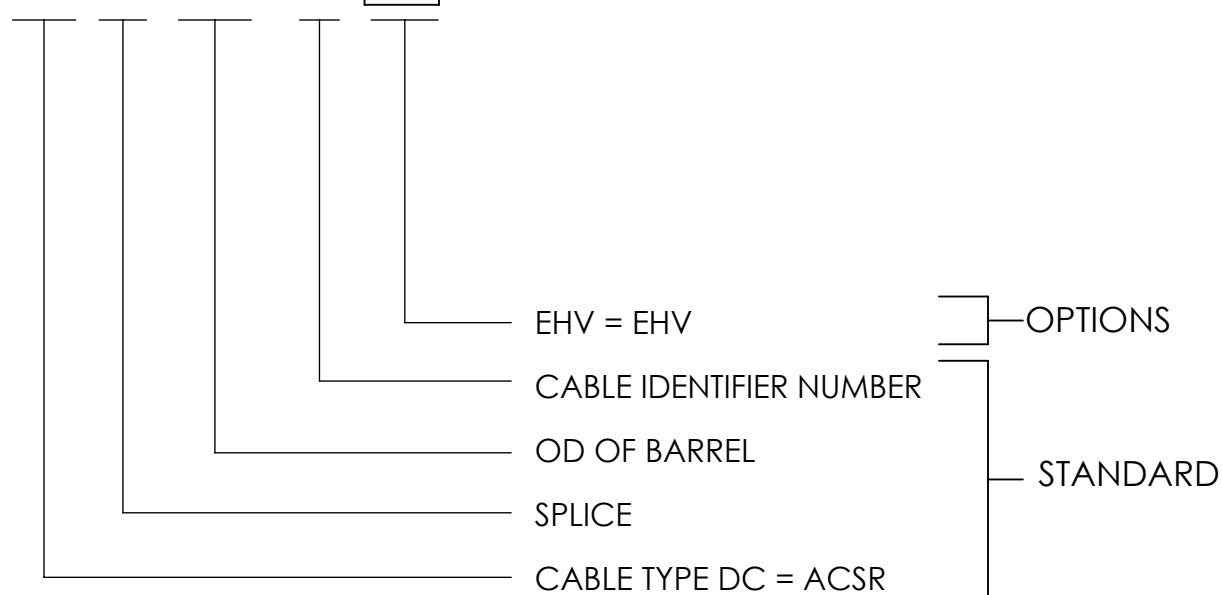 EHV = EHV
OPTIONS
CABLE IDENTIFIER NUMBER
OD OF BARREL
STANDARD
SPLICE
CABLE TYPE DC = ACSR